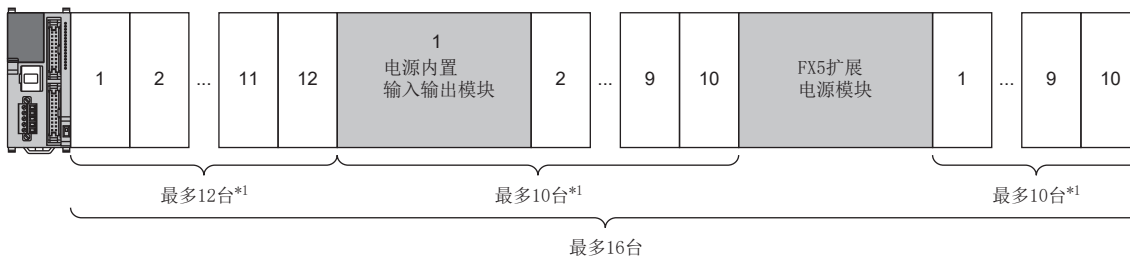 1 2 ... 11 12
1
电源内置
输入输出模块
2 ... 9 10
FX5扩展
电源模块
1 ... 9 10
最多12台*1
最多10台*1
最多10台*1
最多16台